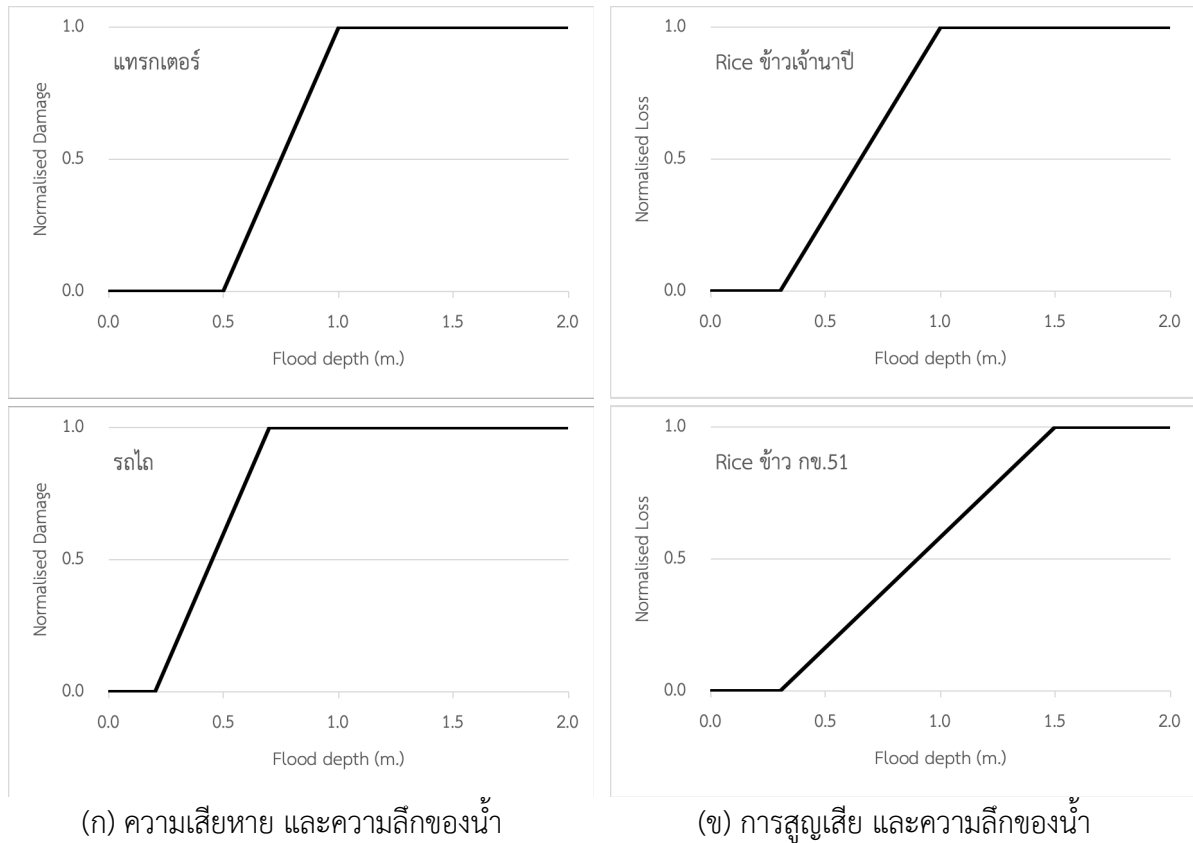 แทรกเตอร์
Normalised Damage
1.0
0.5
0.0
0.0 0.5 1.0 1.5 2.0
Flood depth (m.)
Rice ข้าวเจ้านาปี
Normalised Loss
1.0
0.5
0.0
0.0 0.5 1.0 1.5 2.0
Flood depth (m.)
รถไถ
Normalised Damage
1.0
0.5
0.0
0.0 0.5 1.0 1.5 2.0
Flood depth (m.)
Rice ข้าว กข.51
Normalised Loss
1.0
0.5
0.0
0.0 0.5 1.0 1.5 2.0
Flood depth (m.)
(ก) ความเสียหาย และความลึกของน้ำ
(ข) การสูญเสีย และความลึกของน้ำ